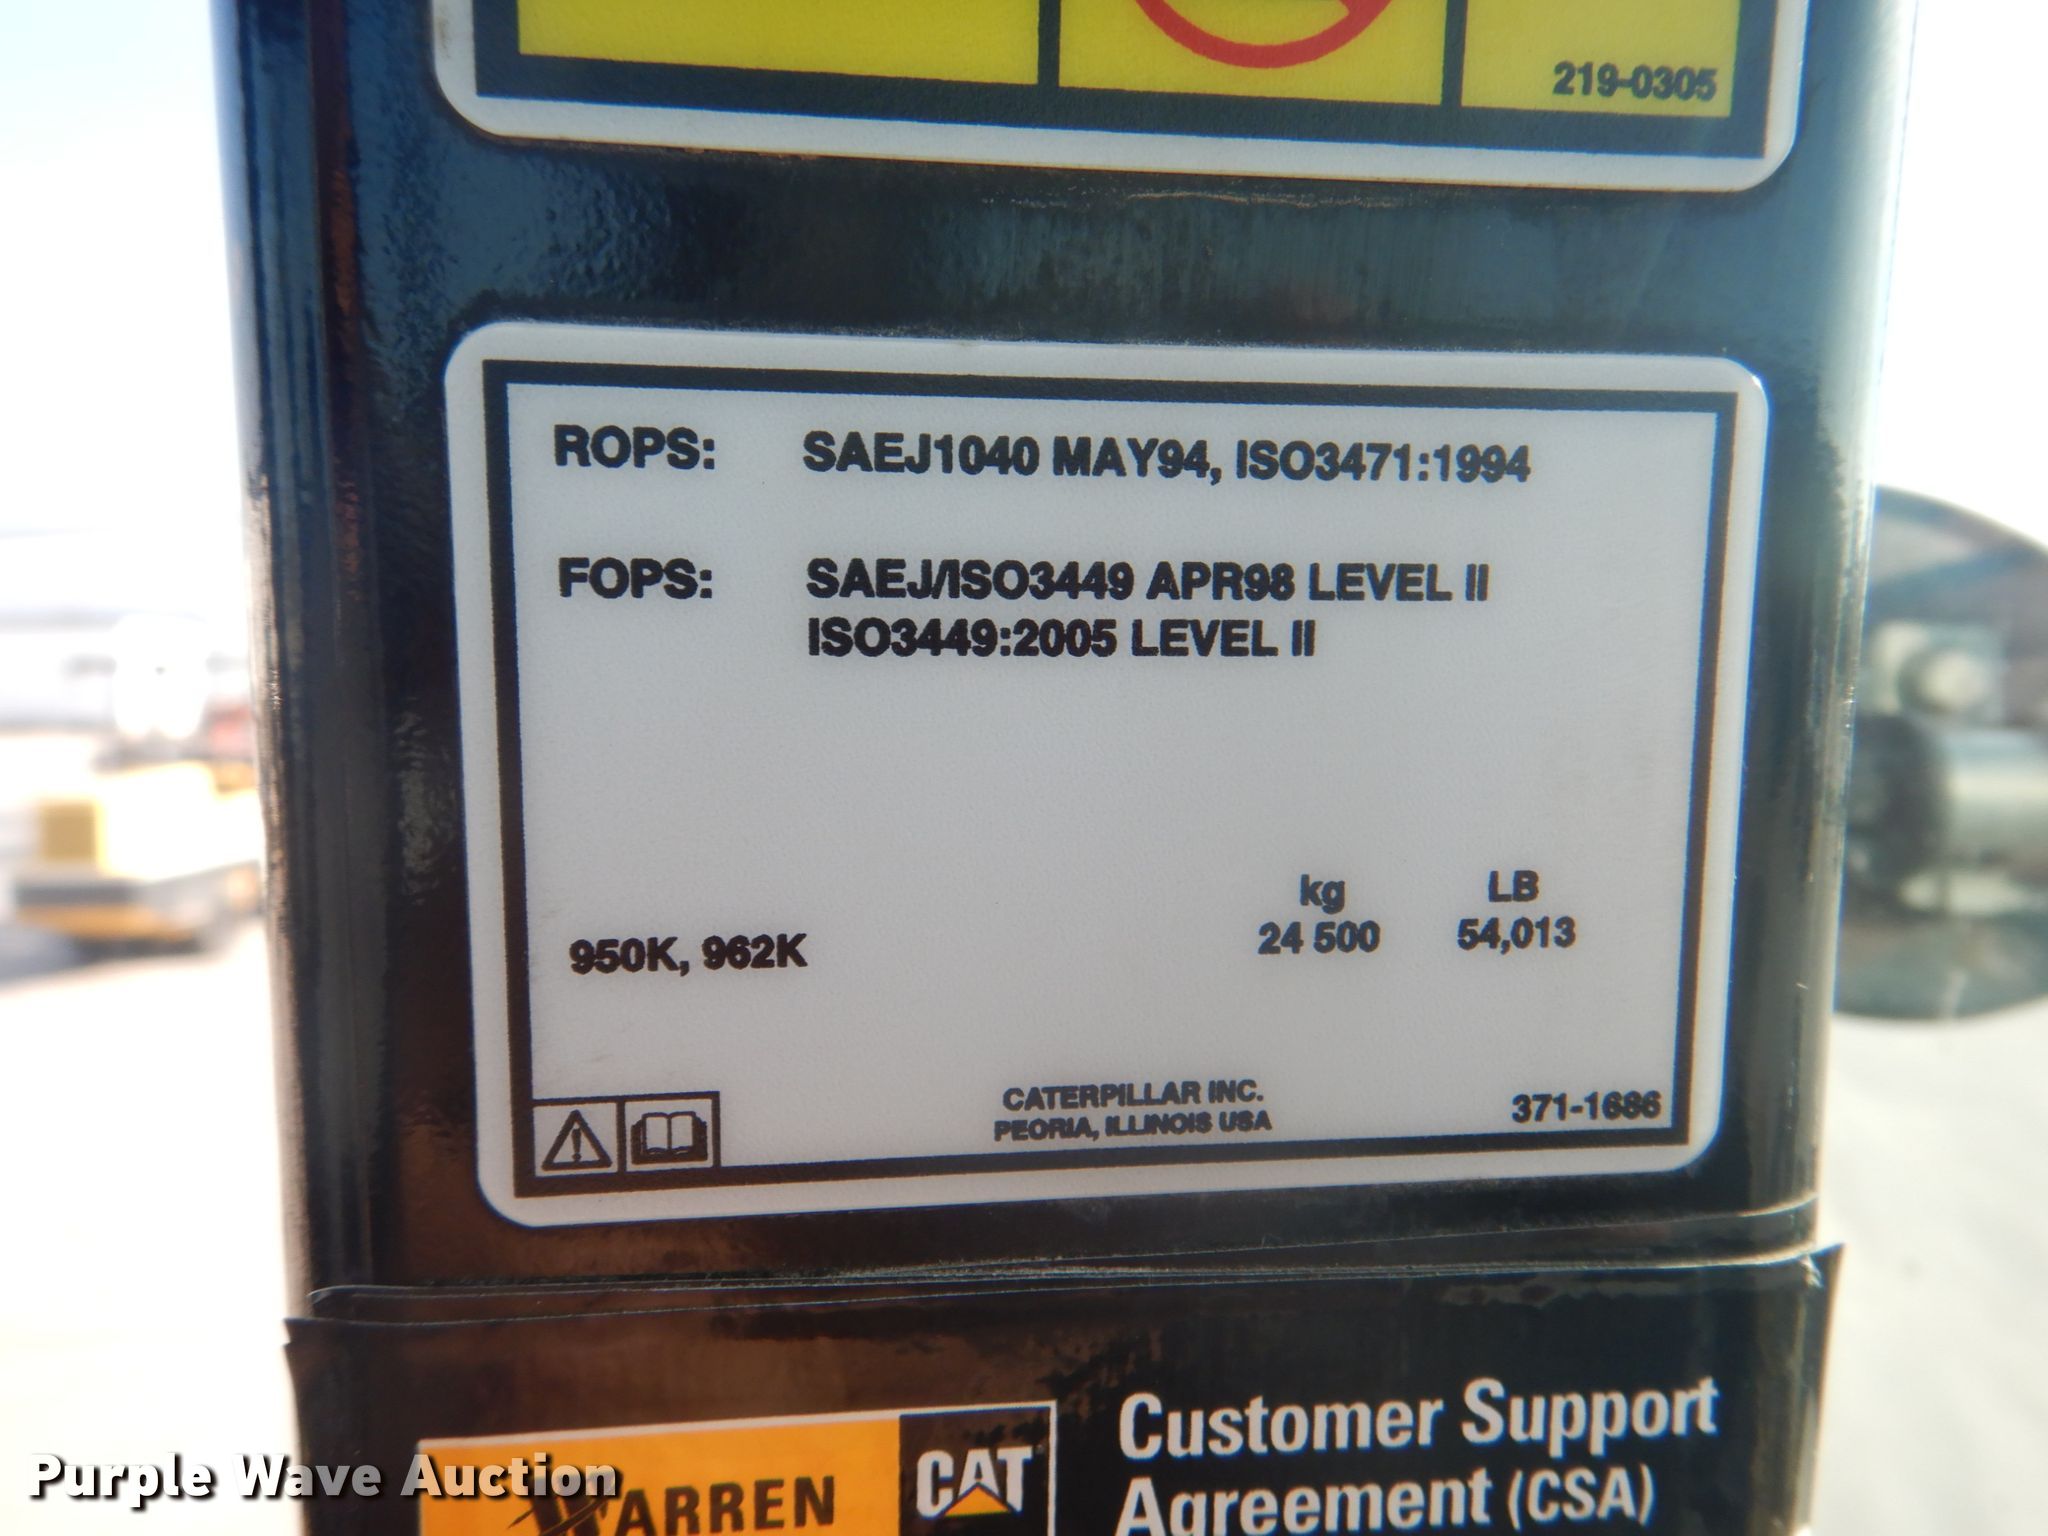 219-0305
ROPS: SAEJ1040 MAY94, ISO3471:1994
FOPS: SAEJ/ISO3449 APR98 LEVEL II
ISO3449:2005 LEVEL II
kg LB
950K, 962K 24 500 54,013
CATERPILLAR INC.
PEORIA, ILLINOIS USA
371-1686
WARREN CAT
Customer Support
Agreement (CSA)
Purple Wave Auction